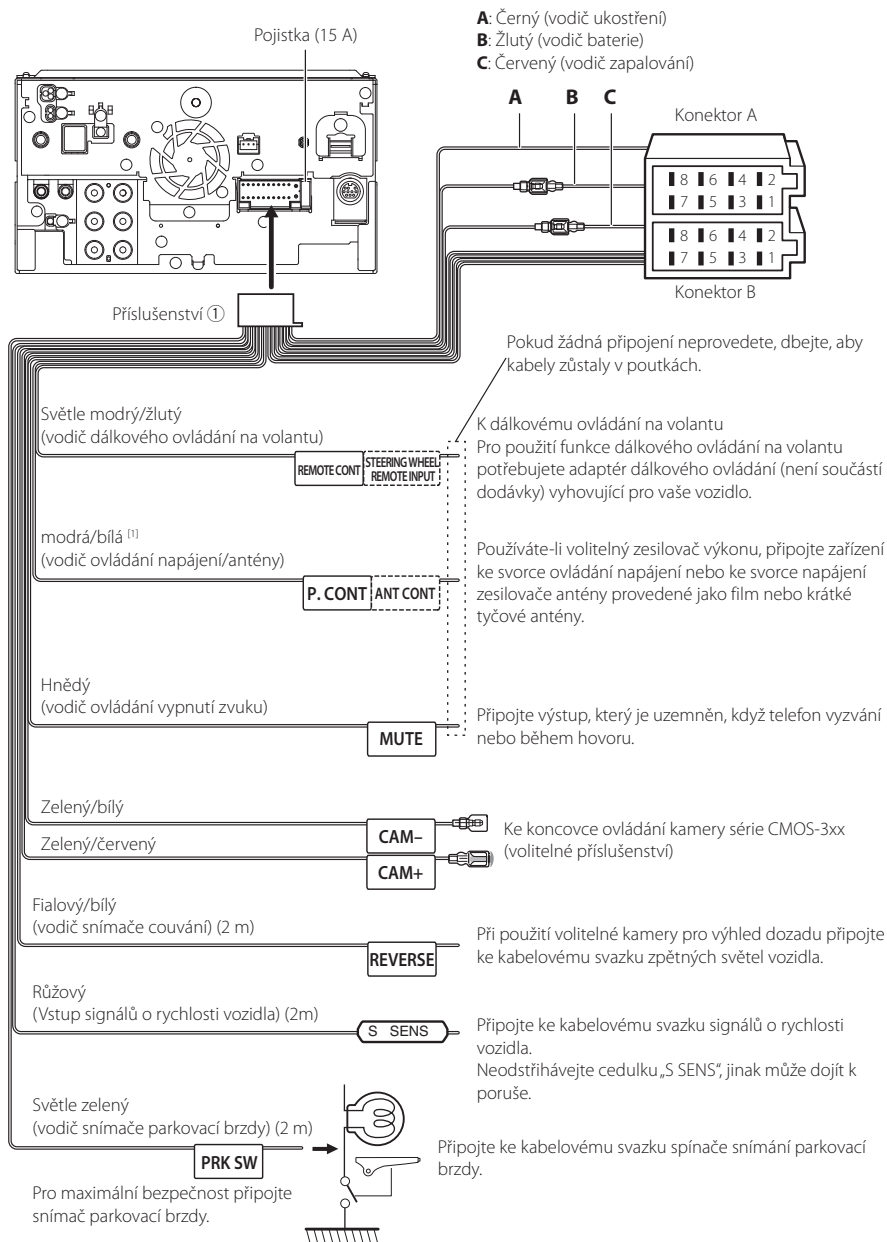 Pojistka (15 A)
A: Černý (vodič ukostření)
B: Žlutý (vodič baterie)
C: Červený (vodič zapalování)
A B C
Konektor A
8 6 4 2
7 5 3 1
8 6 4 2
7 5 3 1
Konektor B
Příslušenství ①
Pokud žádná připojení neprovedete, dbejte, aby
kabely zůstaly v poutkách.
Světle modrý/žlutý
(vodič dálkového ovládání na volantu)
REMOTE CONT
STEERING WHEEL
REMOTE INPUT
K dálkovému ovládání na volantu
Pro použití funkce dálkového ovládání na volantu
potřebujete adaptér dálkového ovládání (není součástí
dodávky) vyhovující pro vaše vozidlo.
modrá/bílá [1]
(vodič ovládání napájení/antény)
P. CONT ANT CONT
Používáte-li volitelný zesilovač výkonu, připojte zařízení
ke svorce ovládání napájení nebo ke svorce napájení
zesilovače antény provedené jako film nebo krátké
tyčové antény.
Hnědý
(vodič ovládání vypnutí zvuku)
MUTE
Připojte výstup, který je uzemněn, když telefon vyzvání
nebo během hovoru.
Zelený/bílý
CAM–
Zelený/červený
CAM+
Ke koncovce ovládání kamery série CMOS-3xx
(volitelné příslušenství)
Fialový/bílý
(vodič snímače couvání) (2 m)
REVERSE
Při použití volitelné kamery pro výhled dozadu připojte
ke kabelovému svazku zpětných světel vozidla.
Růžový
(Vstup signálů o rychlosti vozidla) (2m)
S SENS
Připojte ke kabelovému svazku signálů o rychlosti
vozidla.
Neodstřihávejte cedulku „S SENS“, jinak může dojít k
poruše.
Světle zelený
(vodič snímače parkovací brzdy) (2 m)
PRK SW
Připojte ke kabelovému svazku spínače snímání parkovací
brzdy.
Pro maximální bezpečnost připojte
snímač parkovací brzdy.